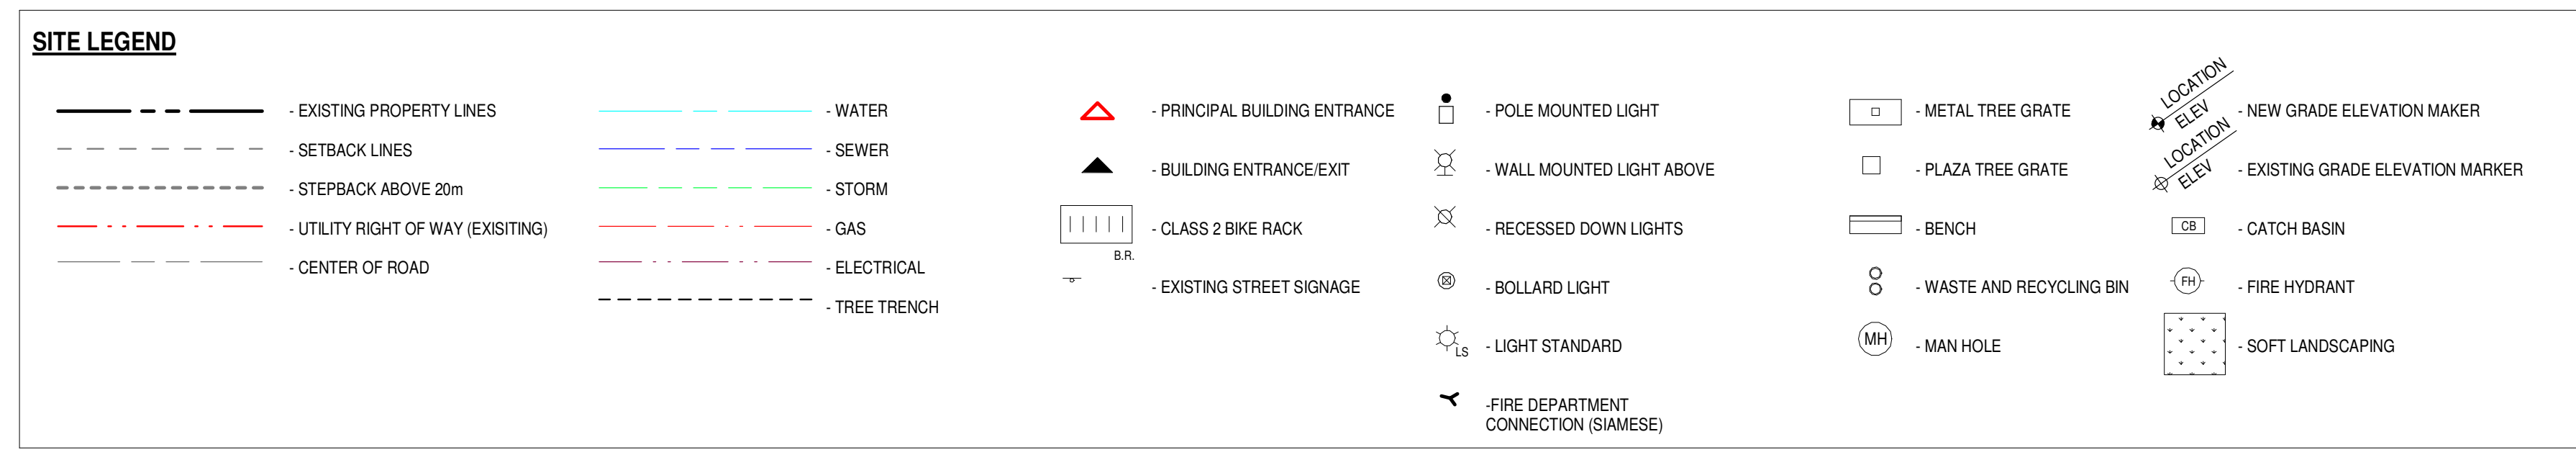 SITE LEGEND
- EXISTING PROPERTY LINES
- SETBACK LINES
- STEPBACK ABOVE 20m
- UTILITY RIGHT OF WAY (EXISITING)
- CENTER OF ROAD
- WATER
- SEWER
- STORM
- GAS
- ELECTRICAL
- TREE TRENCH
- PRINCIPAL BUILDING ENTRANCE
- BUILDING ENTRANCE/EXIT
- CLASS 2 BIKE RACK
B.R.
- EXISTING STREET SIGNAGE
- POLE MOUNTED LIGHT
- WALL MOUNTED LIGHT ABOVE
- RECESSED DOWN LIGHTS
- BOLLARD LIGHT
LS
- LIGHT STANDARD
-FIRE DEPARTMENT
CONNECTION (SIAMESE)
- METAL TREE GRATE
- PLAZA TREE GRATE
- BENCH
- WASTE AND RECYCLING BIN
MH
- MAN HOLE
LOCATION
ELEV
- NEW GRADE ELEVATION MAKER
LOCATION
ELEV
- EXISTING GRADE ELEVATION MARKER
CB
- CATCH BASIN
FH
- FIRE HYDRANT
- SOFT LANDSCAPING